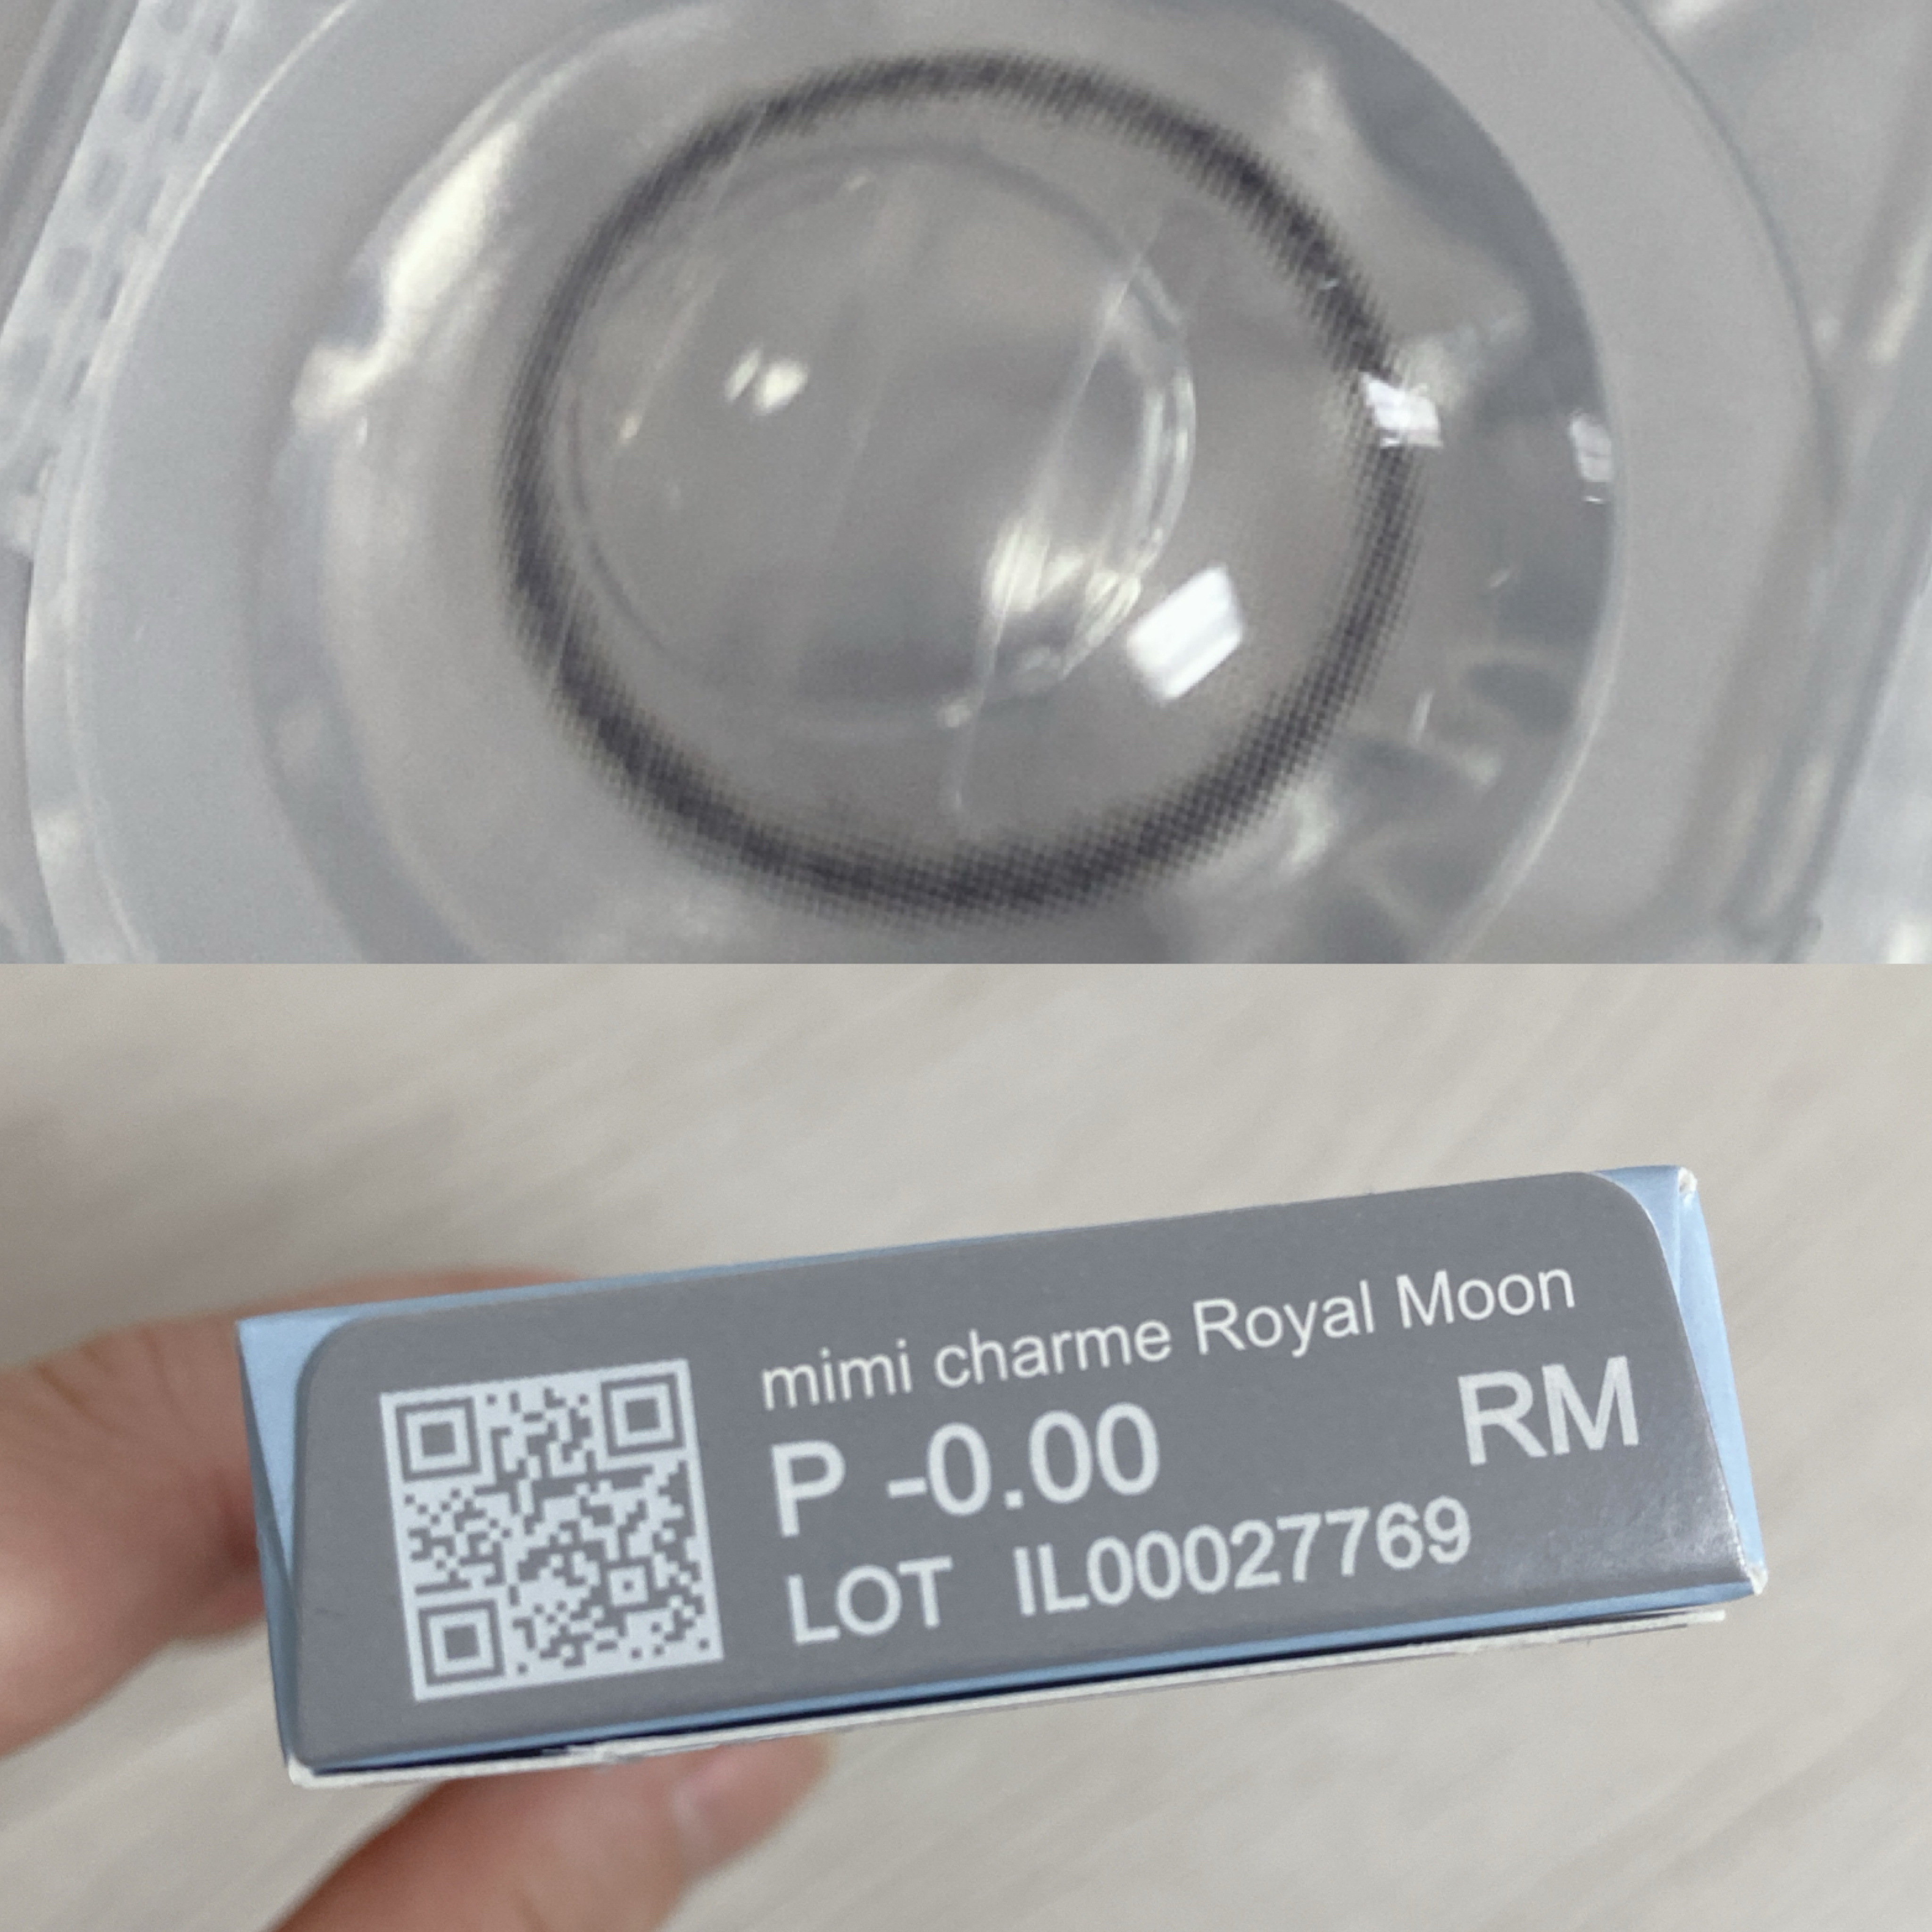 mimi charme Royal Moon
P -0.00 RM
LOT IL00027769